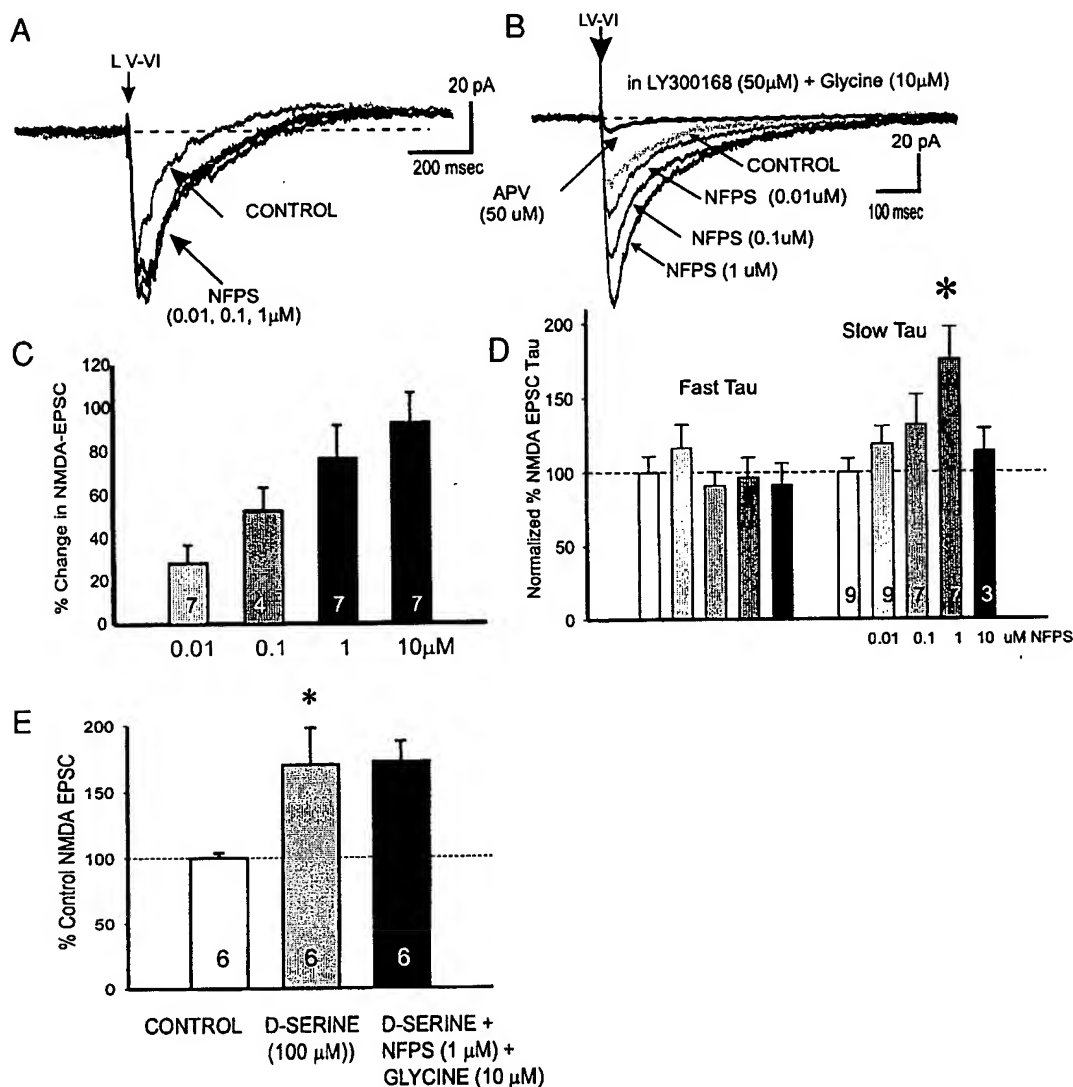 A
L V-VI
20 pA
200 msec
CONTROL
NFPS
(0.01, 0.1, 1µM)
B
LV-VI
in LY300168 (50µM) + Glycine (10µM)
20 pA
100 msec
CONTROL
APV
(50 uM)
NFPS (0.01uM)
NFPS (0.1uM)
NFPS (1 uM)
C
% Change in NMDA-EPSC
120
100
80
60
40
20
0
7
4
7
7
0.01
0.1
1
10µM
D
Normalized % NMDA EPSC Tau
200
150
100
50
0
Fast Tau
Slow Tau
*
9
9
7
7
3
0.01 0.1 1 10 uM NFPS
E
% Control NMDA EPSC
200
150
100
50
0
*
6
6
6
CONTROL
D-SERINE
(100 µM))
D-SERINE +
NFPS (1 µM) +
GLYCINE (10 µM)